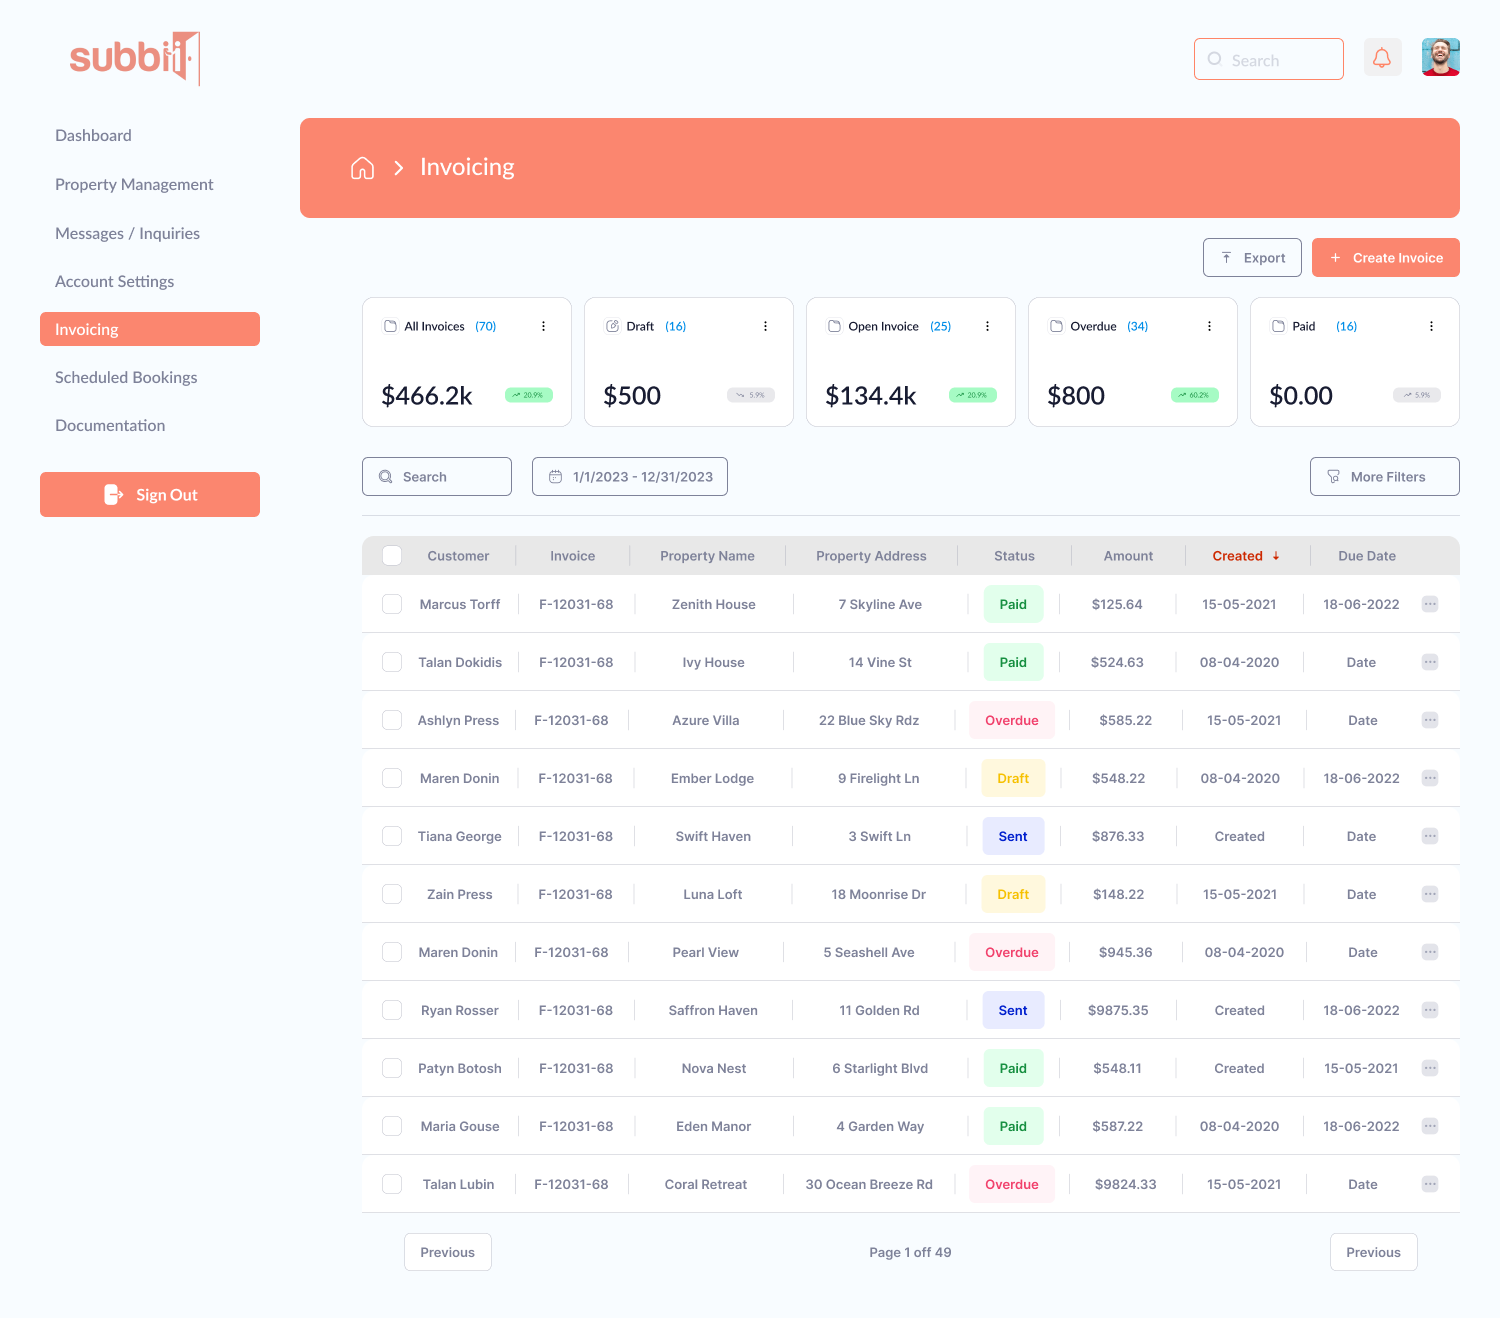 subbit
Search
Dashboard
Property Management
Messages / Inquiries
Account Settings
Invoicing
Scheduled Bookings
Documentation
Sign Out
Invoicing
Export
+ Create Invoice
All Invoices (70)
$466.2k 20.9%
Draft (16)
$500 5.9%
Open Invoice (25)
$134.4k 20.9%
Overdue (34)
$800 60.2%
Paid (16)
$0.00 5.9%
Search
1/1/2023 - 12/31/2023
More Filters
Customer Invoice Property Name Property Address Status Amount Created Due Date
Marcus Torff F-12031-68 Zenith House 7 Skyline Ave Paid $125.64 15-05-2021 18-06-2022
Talan Dokidis F-12031-68 Ivy House 14 Vine St Paid $524.63 08-04-2020 Date
Ashlyn Press F-12031-68 Azure Villa 22 Blue Sky Rdz Overdue $585.22 15-05-2021 Date
Maren Donin F-12031-68 Ember Lodge 9 Firelight Ln Draft $548.22 08-04-2020 18-06-2022
Tiana George F-12031-68 Swift Haven 3 Swift Ln Sent $876.33 Created Date
Zain Press F-12031-68 Luna Loft 18 Moonrise Dr Draft $148.22 15-05-2021 Date
Maren Donin F-12031-68 Pearl View 5 Seashell Ave Overdue $945.36 08-04-2020 Date
Ryan Rosser F-12031-68 Saffron Haven 11 Golden Rd Sent $9875.35 Created 18-06-2022
Patyn Botosh F-12031-68 Nova Nest 6 Starlight Blvd Paid $548.11 Created 15-05-2021
Maria Gouse F-12031-68 Eden Manor 4 Garden Way Paid $587.22 08-04-2020 18-06-2022
Talan Lubin F-12031-68 Coral Retreat 30 Ocean Breeze Rd Overdue $9824.33 15-05-2021 Date
Previous Page 1 off 49 Previous